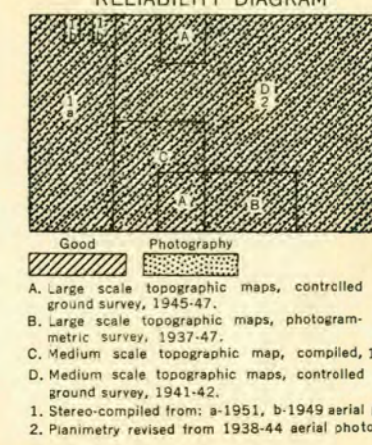 RELIABILITY DIAGRAM
A
D
2
1
a
C
A
B
Good Photography
A. Large scale topographic maps, controlled
ground survey, 1945-47.
B. Large scale topographic maps, photogram-
metric survey, 1937-47.
C. Medium scale topographic map, compiled, 1
D. Medium scale topographic maps, controlled
ground survey, 1941-42.
1. Stereo-compiled from: a-1951, b-1949 aerial
2. Planimetry revised from 1938-44 aerial photo